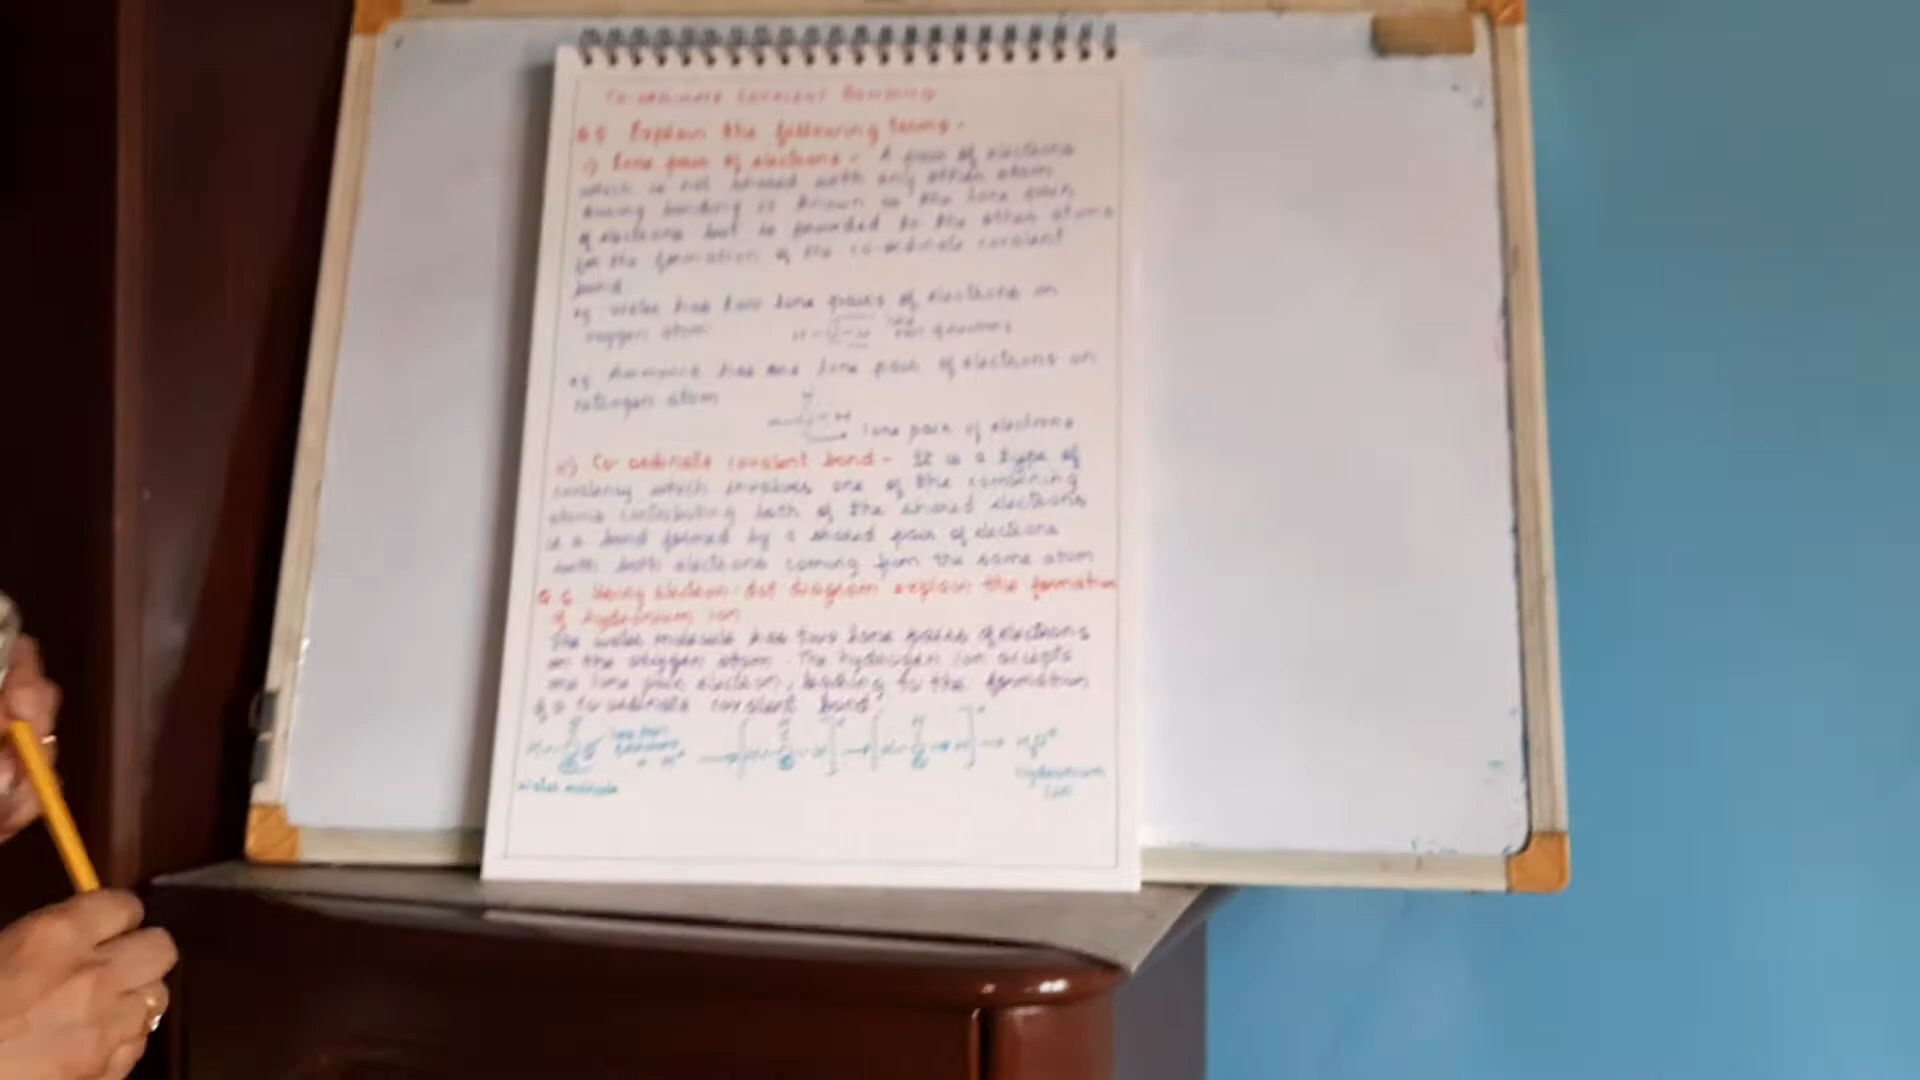 Co-ordinate Covalent Bonding
Q5 Explain the following terms -
i) Lone pair of electrons - A pair of electrons
which is not shared with any other atom
during bonding is known as the lone pair
of electrons but is provided to the other atoms
for the formation of the co-ordinate covalent
bond
eg Water has two lone pairs of electrons on
oxygen atom
lone pair of electrons
eg Ammonia has one lone pair of electrons on
nitrogen atom
H
lone pair of electrons
ii) Co-ordinate covalent bond - It is a type of
covalency which involves one of the combining
atoms contributing both of the shared electrons
is a bond formed by a shared pair of electrons
with both electrons coming from the same atom
Q6 Using electron dot diagram explain the formation
of hydronium ion
The water molecule has two lone pairs of electrons
on the oxygen atom. The hydrogen ion accepts
one lone pair electron, leading to the formation
of a co-ordinate covalent bond.
+ H⁺ → → → H₃O⁺
water molecule
hydronium
ion